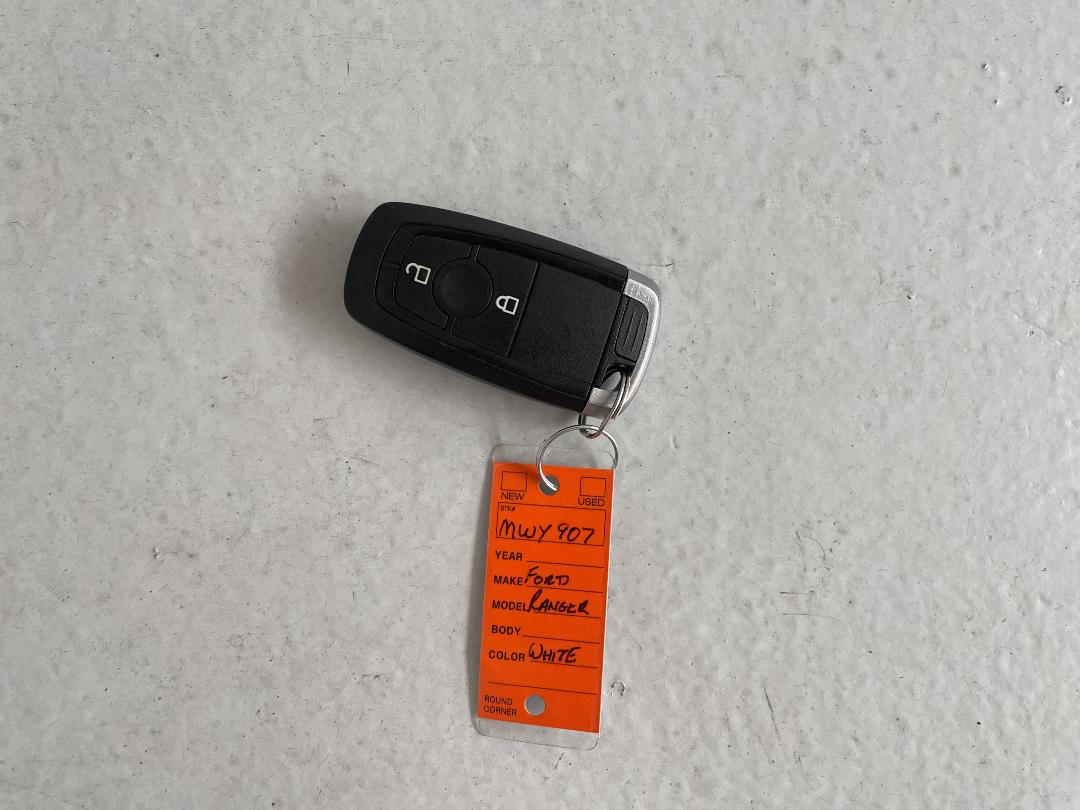 NEW USED
STK#
MWY 907
YEAR
MAKE FORD
MODEL RANGER
BODY
COLOR WHITE
ROUND
CORNER